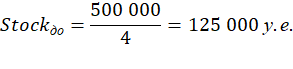 Stock_до = 500 000 / 4 = 125 000 у.е.